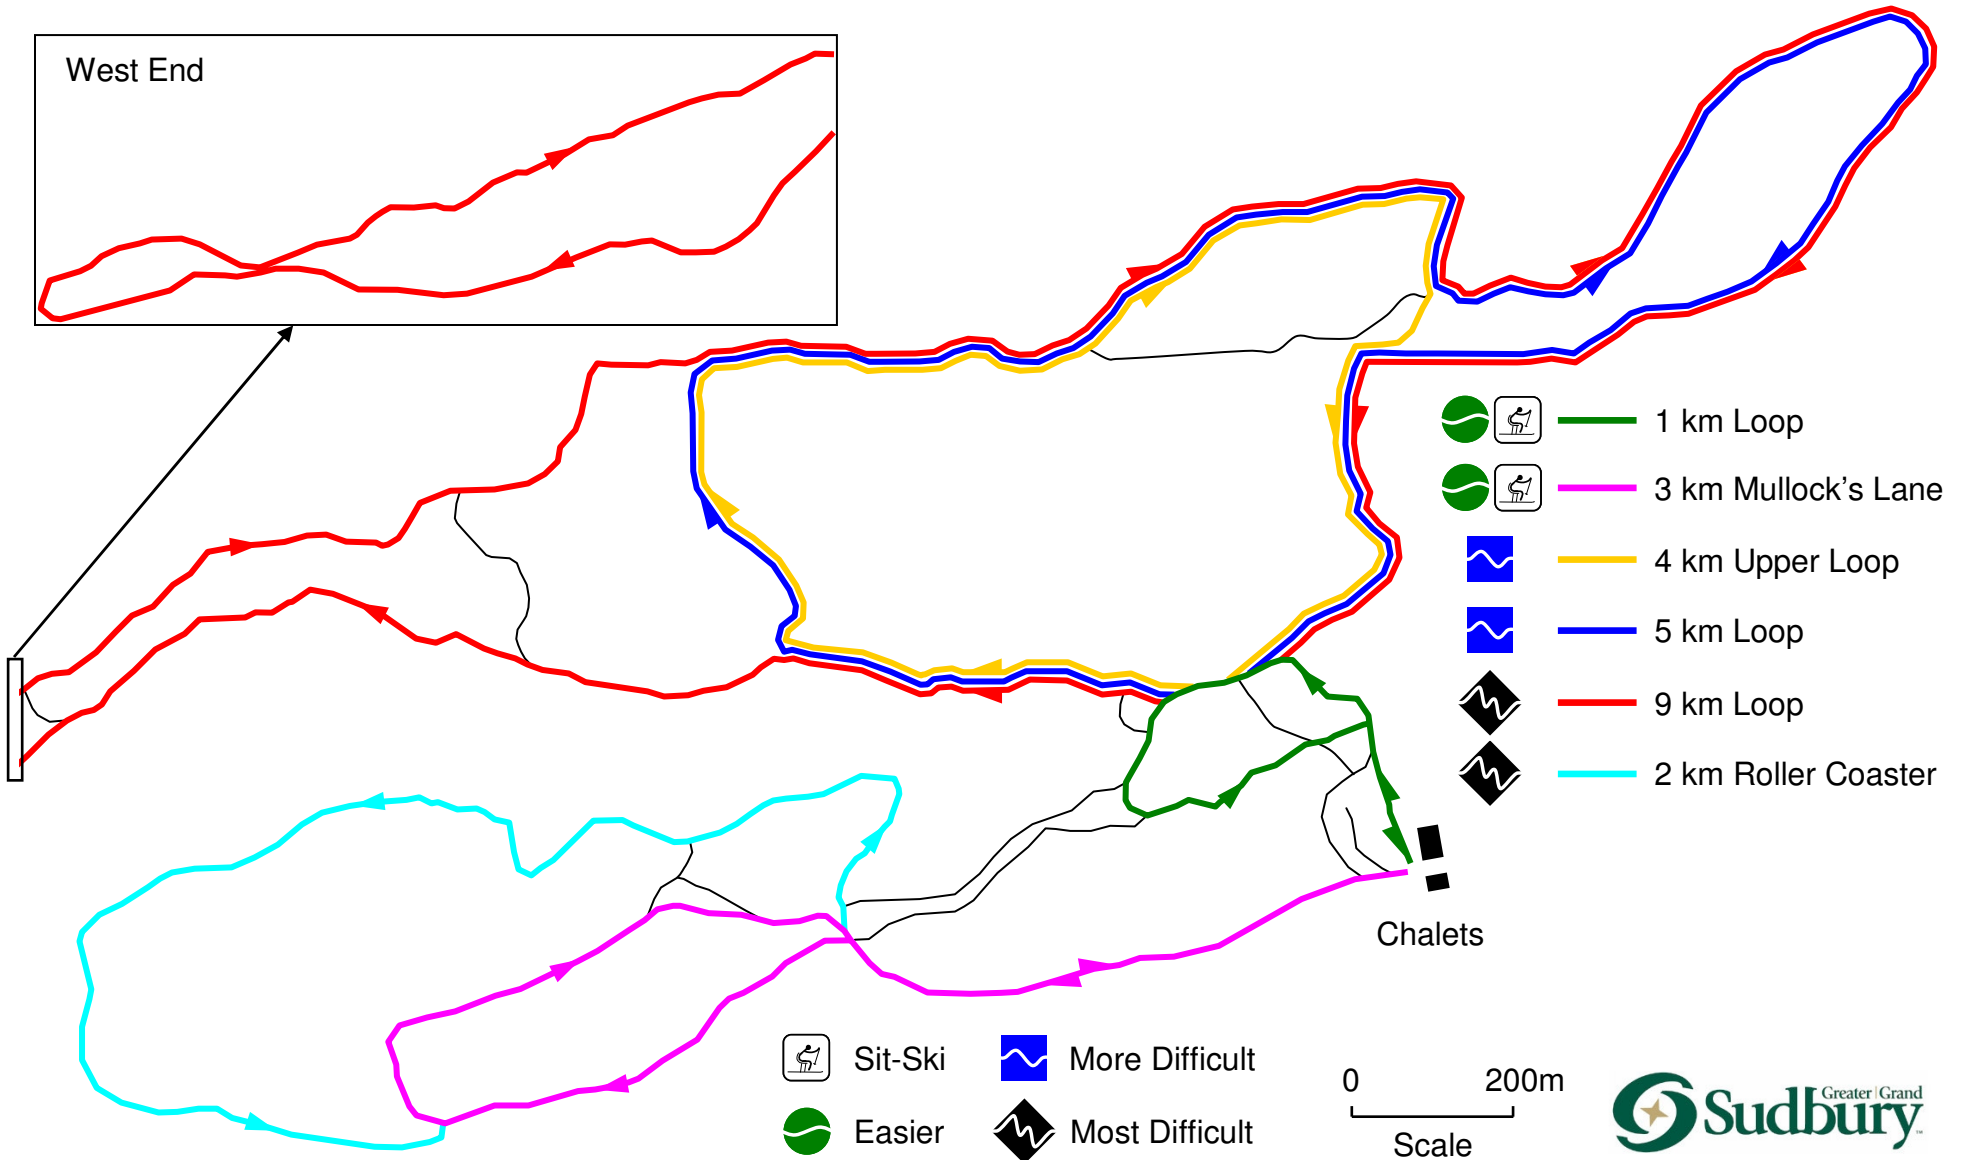 West End
1 km Loop
3 km Mullock's Lane
4 km Upper Loop
5 km Loop
9 km Loop
2 km Roller Coaster
Chalets
Sit-Ski
More Difficult
Easier
Most Difficult
0 200m
Scale
Greater | Grand
Sudbury